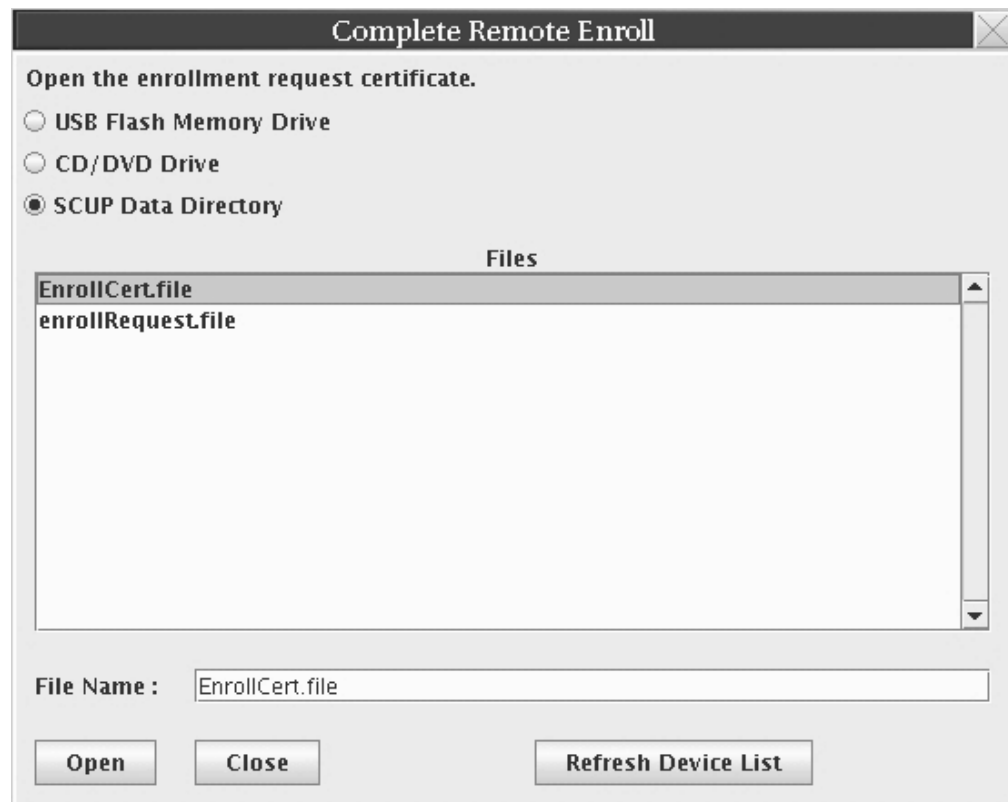 Complete Remote Enroll
Open the enrollment request certificate.
USB Flash Memory Drive
CD/DVD Drive
SCUP Data Directory
Files
EnrollCert.file
enrollRequest.file
File Name : EnrollCert.file
Open Close Refresh Device List